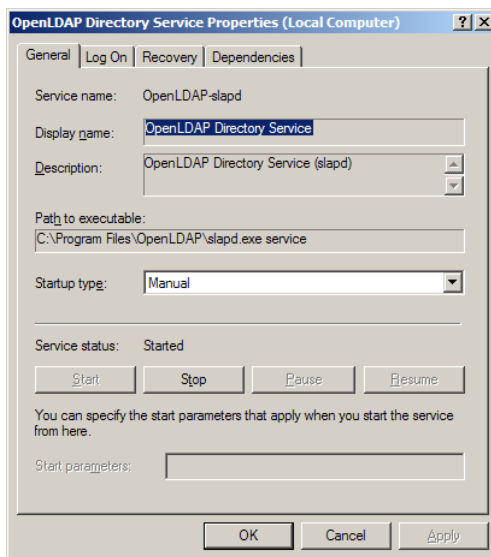 OpenLDAP Directory Service Properties (Local Computer)
General Log On Recovery Dependencies
Service name: OpenLDAP-slapd
Display name: OpenLDAP Directory Service
Description: OpenLDAP Directory Service (slapd)
Path to executable:
C:\Program Files\OpenLDAP\slapd.exe service
Startup type: Manual
Service status: Started
Start Stop Pause Resume
You can specify the start parameters that apply when you start the service
from here.
Start parameters:
OK Cancel Apply